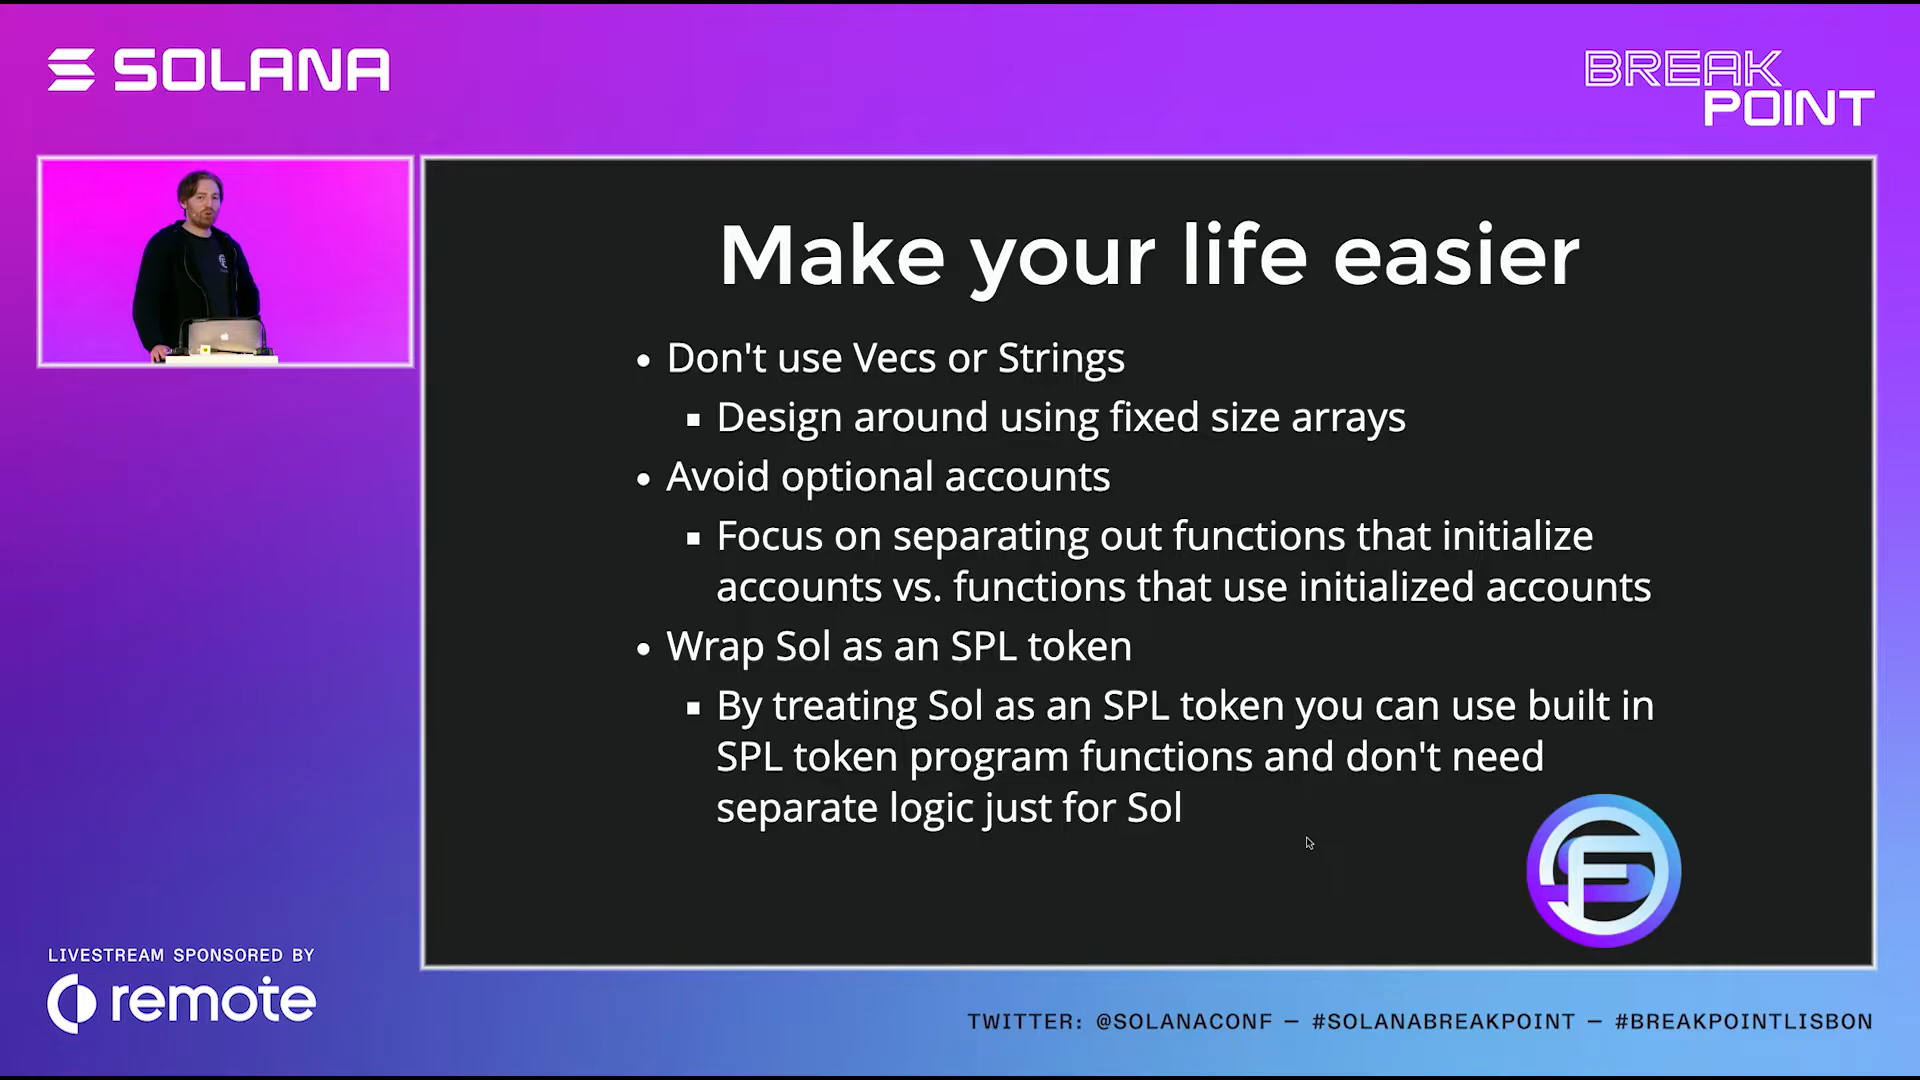 SOLANA
BREAK
POINT
Make your life easier
• Don't use Vecs or Strings
▪ Design around using fixed size arrays
• Avoid optional accounts
▪ Focus on separating out functions that initialize
accounts vs. functions that use initialized accounts
• Wrap Sol as an SPL token
▪ By treating Sol as an SPL token you can use built in
SPL token program functions and don't need
separate logic just for Sol
LIVESTREAM SPONSORED BY
remote
TWITTER: @SOLANACONF — #SOLANABREAKPOINT — #BREAKPOINTLISBON